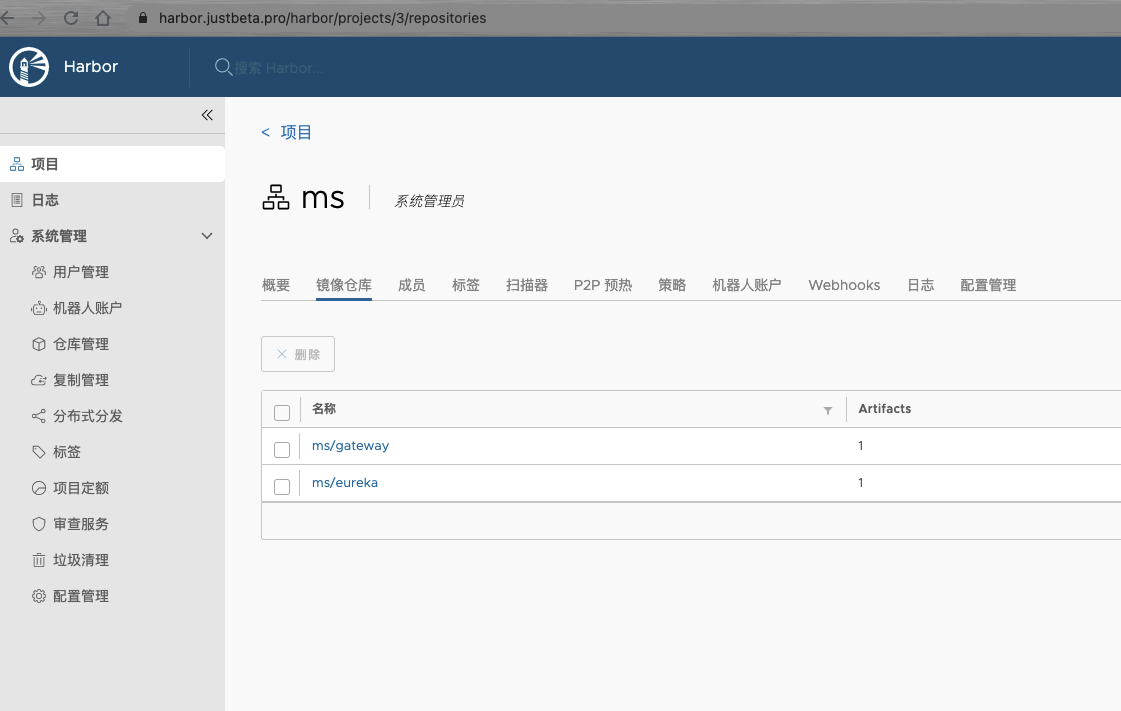 harbor.justbeta.pro/harbor/projects/3/repositories
Harbor
搜索 Harbor...
项目
日志
系统管理
用户管理
机器人账户
仓库管理
复制管理
分布式分发
标签
项目定额
审查服务
垃圾清理
配置管理
< 项目
ms 系统管理员
概要 镜像仓库 成员 标签 扫描器 P2P 预热 策略 机器人账户 Webhooks 日志 配置管理
删除
名称 Artifacts
ms/gateway 1
ms/eureka 1